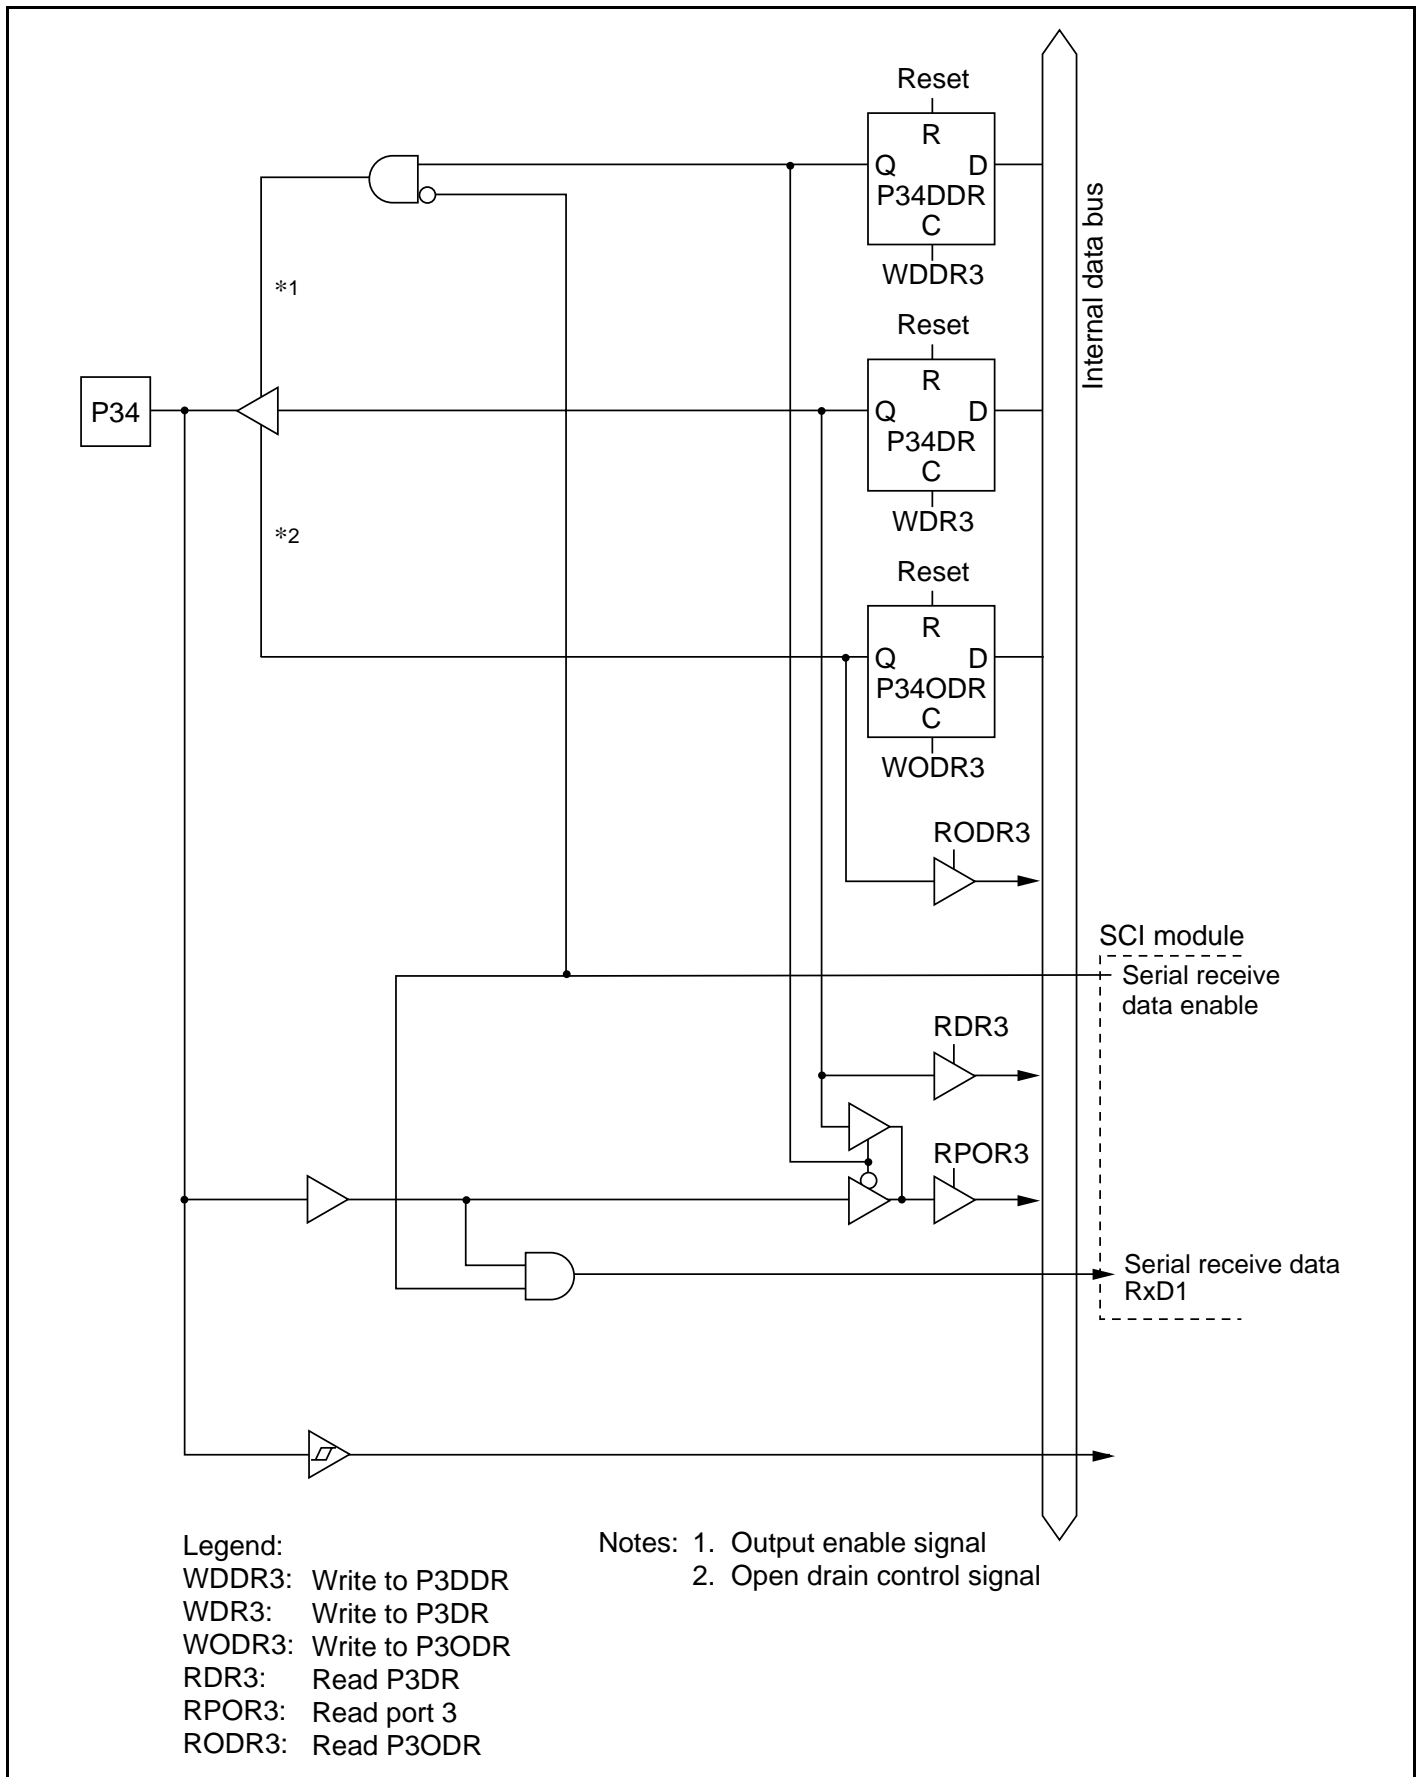 Reset
R
Q D
P34DDR
C
WDDR3
Internal data bus
*1
Reset
R
P34
Q D
P34DR
C
WDR3
*2
Reset
R
Q D
P34ODR
C
WODR3
RODR3
SCI module
Serial receive
data enable
RDR3
RPOR3
Serial receive data
RxD1
Legend:
WDDR3: Write to P3DDR
WDR3: Write to P3DR
WODR3: Write to P3ODR
RDR3: Read P3DR
RPOR3: Read port 3
RODR3: Read P3ODR
Notes: 1. Output enable signal
2. Open drain control signal